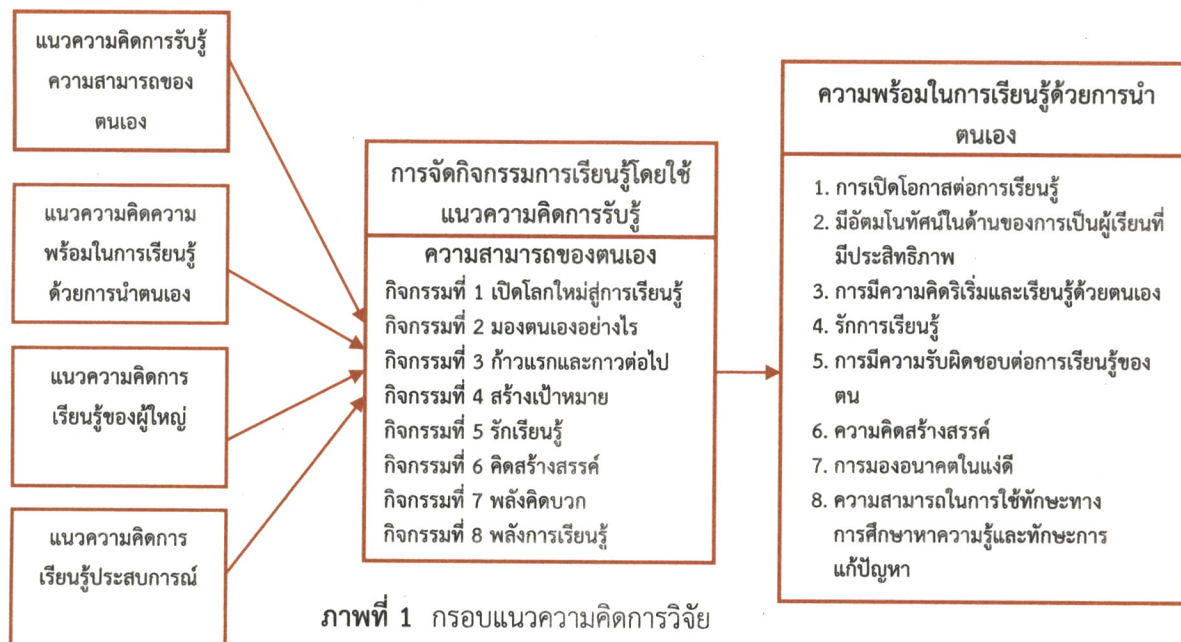 แนวความคิดการรับรู้
ความสามารถของ
ตนเอง
แนวความคิดความ
พร้อมในการเรียนรู้
ด้วยการนำตนเอง
แนวความคิดการ
เรียนรู้ของผู้ใหญ่
แนวความคิดการ
เรียนรู้ประสบการณ์
การจัดกิจกรรมการเรียนรู้โดยใช้
แนวความคิดการรับรู้
ความสามารถของตนเอง
กิจกรรมที่ 1 เปิดโลกใหม่สู่การเรียนรู้
กิจกรรมที่ 2 มองตนเองอย่างไร
กิจกรรมที่ 3 ก้าวแรกและกาวต่อไป
กิจกรรมที่ 4 สร้างเป้าหมาย
กิจกรรมที่ 5 รักเรียนรู้
กิจกรรมที่ 6 คิดสร้างสรรค์
กิจกรรมที่ 7 พลังคิดบวก
กิจกรรมที่ 8 พลังการเรียนรู้
ความพร้อมในการเรียนรู้ด้วยการนำ
ตนเอง
1. การเปิดโอกาสต่อการเรียนรู้
2. มีอัตมโนทัศน์ในด้านของการเป็นผู้เรียนที่
มีประสิทธิภาพ
3. การมีความคิดริเริ่มและเรียนรู้ด้วยตนเอง
4. รักการเรียนรู้
5. การมีความรับผิดชอบต่อการเรียนรู้ของ
ตน
6. ความคิดสร้างสรรค์
7. การมองอนาคตในแง่ดี
8. ความสามารถในการใช้ทักษะทาง
การศึกษาหาความรู้และทักษะการ
แก้ปัญหา
ภาพที่ 1 กรอบแนวความคิดการวิจัย